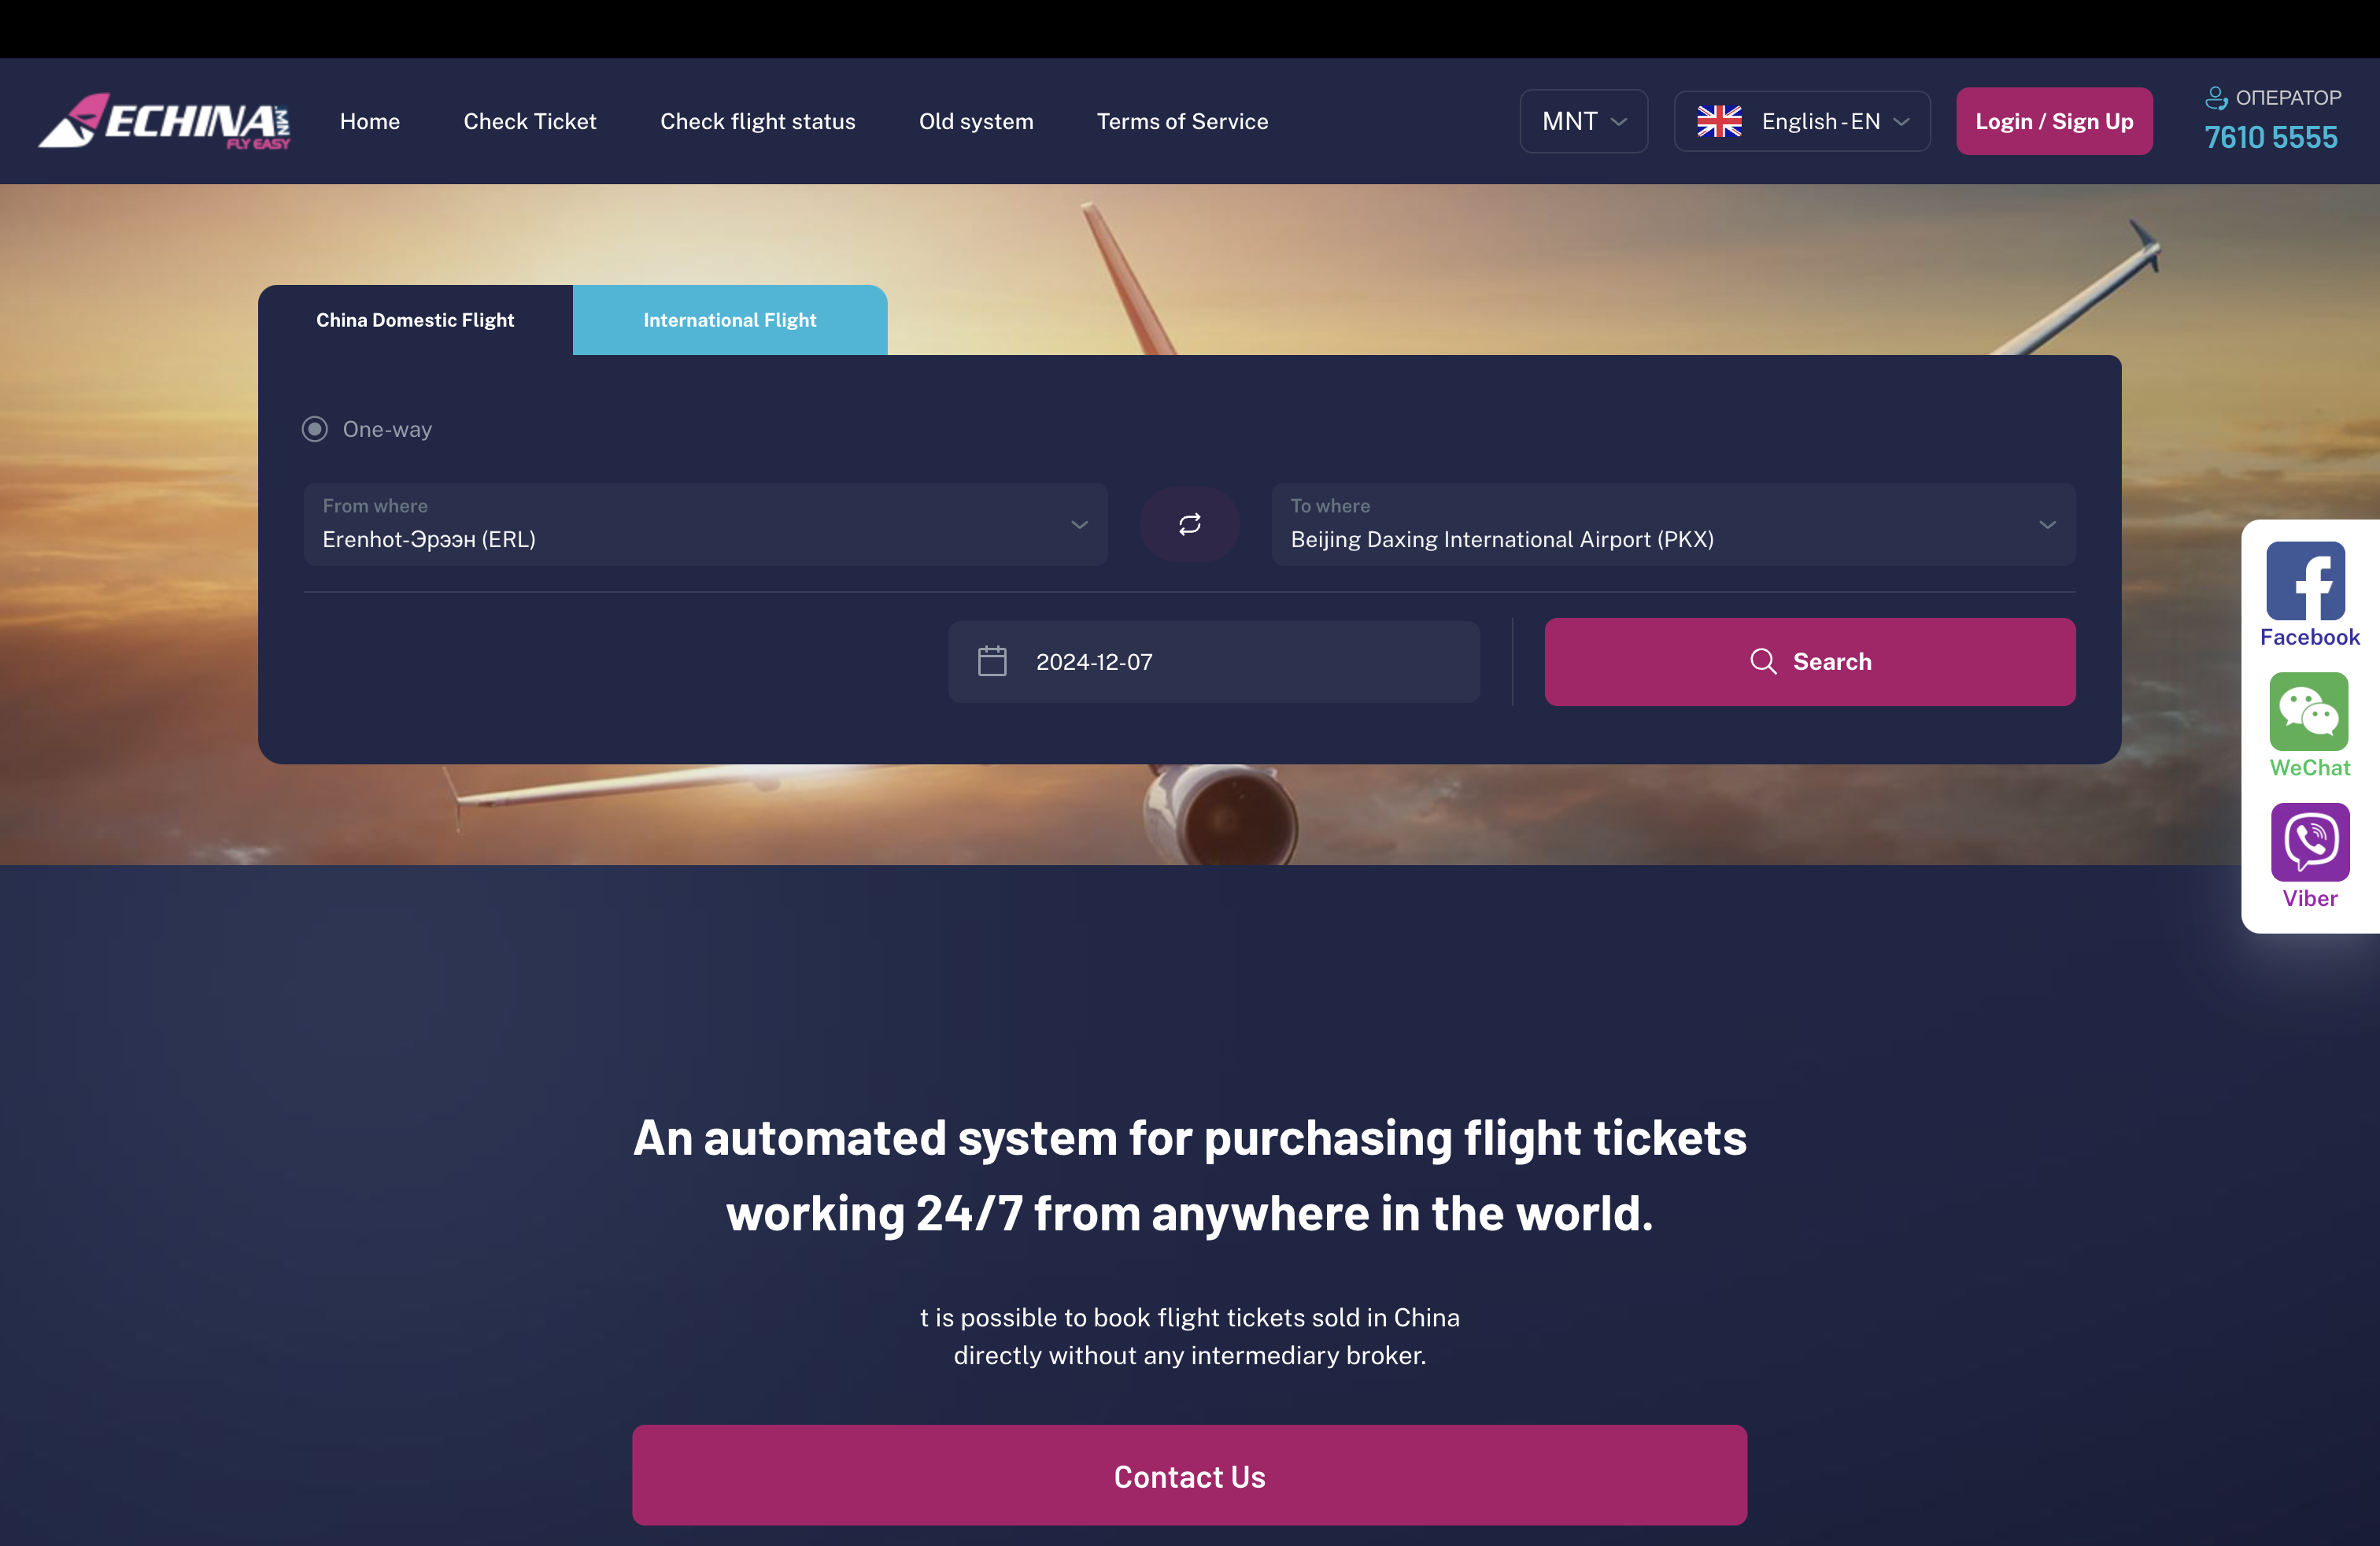 ECHINA.MN
FLY EASY
Home
Check Ticket
Check flight status
Old system
Terms of Service
MNT
English - EN
Login / Sign Up
ОПЕРАТОР
7610 5555
China Domestic Flight
International Flight
One-way
From where
Erenhot-Эрээн (ERL)
To where
Beijing Daxing International Airport (PKX)
2024-12-07
Search
Facebook
WeChat
Viber
An automated system for purchasing flight tickets
working 24/7 from anywhere in the world.
t is possible to book flight tickets sold in China
directly without any intermediary broker.
Contact Us